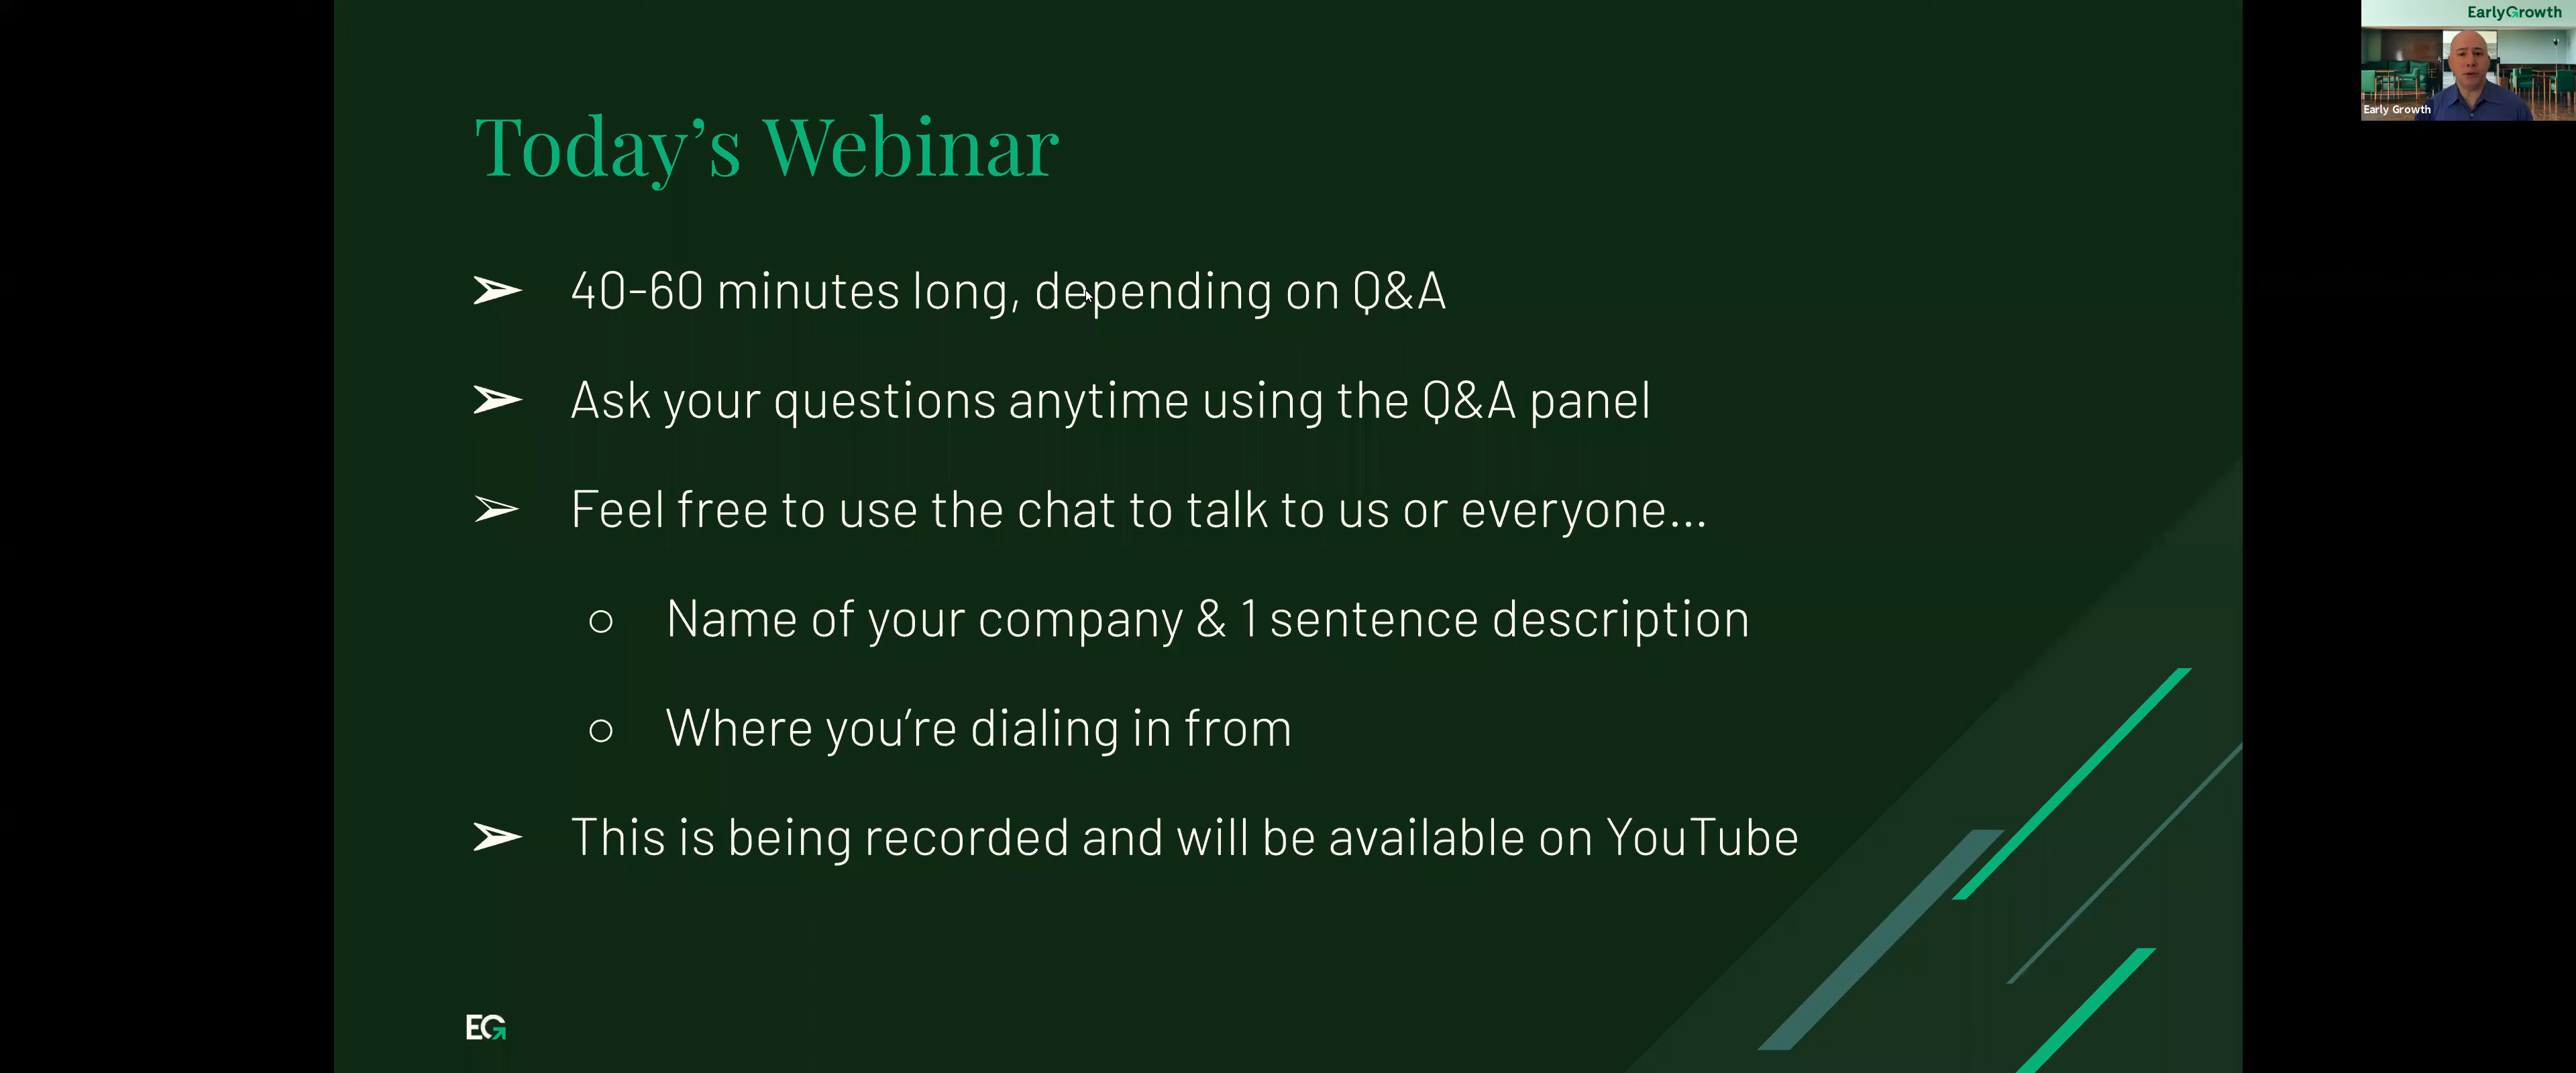 EarlyGrowth
Early Growth
Today’s Webinar
➢ 40-60 minutes long, depending on Q&A
➢ Ask your questions anytime using the Q&A panel
➢ Feel free to use the chat to talk to us or everyone...
○ Name of your company & 1 sentence description
○ Where you’re dialing in from
➢ This is being recorded and will be available on YouTube
EG